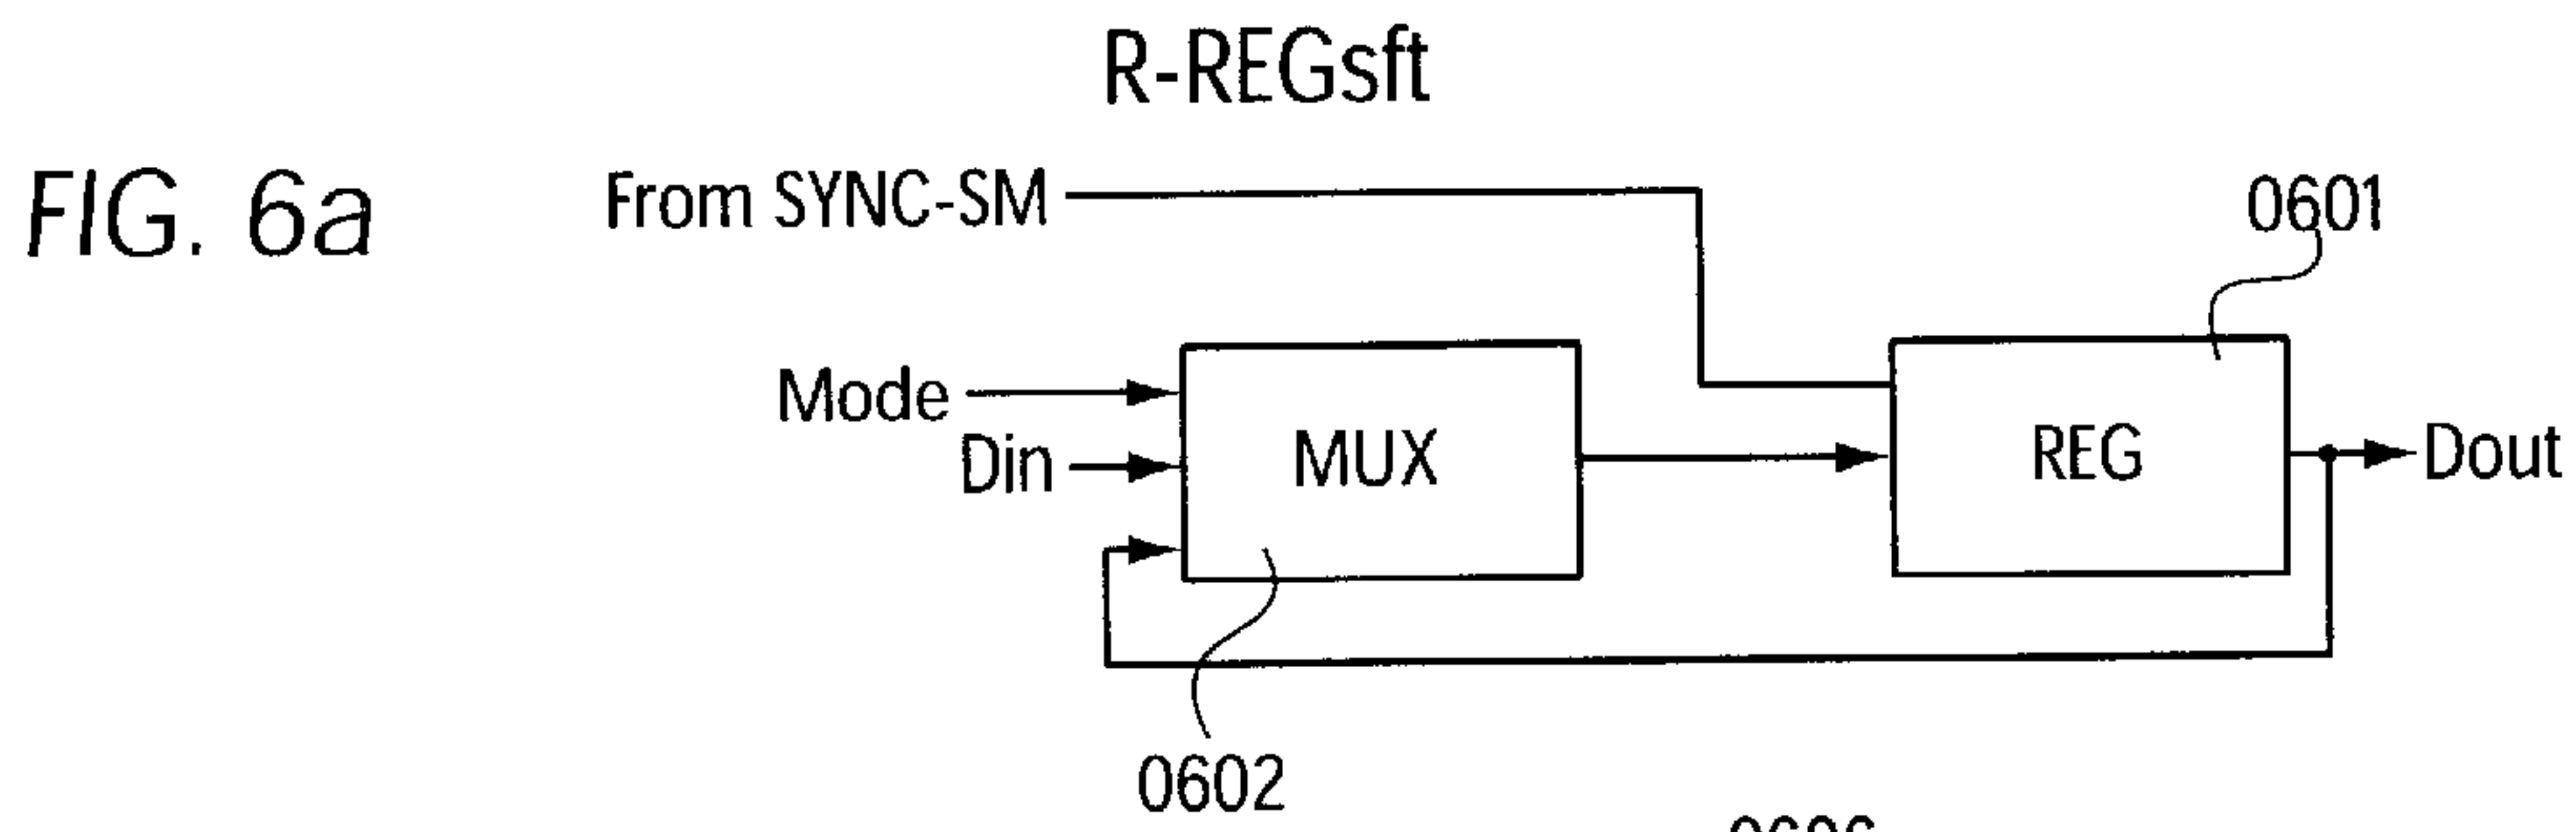 R-REGsft
FIG. 6a
From SYNC-SM
0601
Mode
Din
MUX
REG
Dout
0602